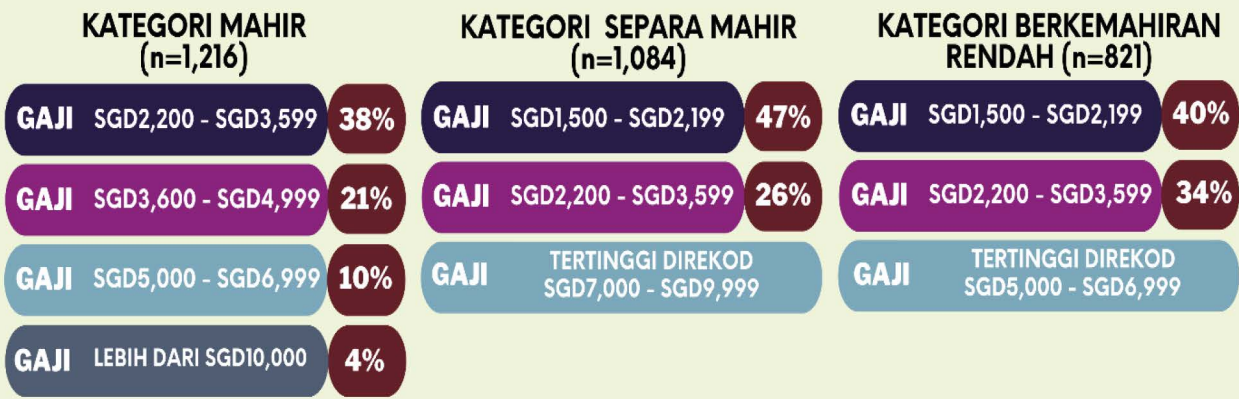 KATEGORI MAHIR
(n=1,216)
GAJI SGD2,200 - SGD3,599 38%
GAJI SGD3,600 - SGD4,999 21%
GAJI SGD5,000 - SGD6,999 10%
GAJI LEBIH DARI SGD10,000 4%
KATEGORI SEPARA MAHIR
(n=1,084)
GAJI SGD1,500 - SGD2,199 47%
GAJI SGD2,200 - SGD3,599 26%
GAJI TERTINGGI DIREKOD
SGD7,000 - SGD9,999
KATEGORI BERKEMAHIRAN
RENDAH (n=821)
GAJI SGD1,500 - SGD2,199 40%
GAJI SGD2,200 - SGD3,599 34%
GAJI TERTINGGI DIREKOD
SGD5,000 - SGD6,999